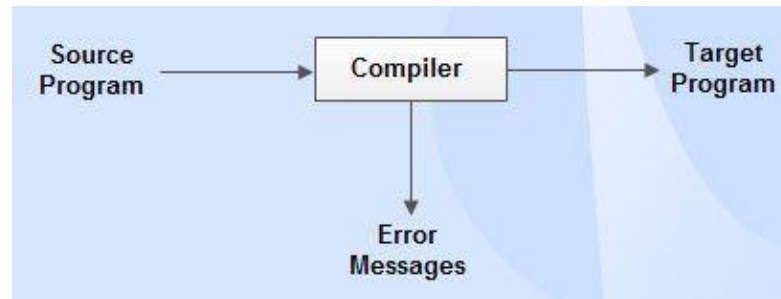 Source
Program
Compiler
Target
Program
Error
Messages